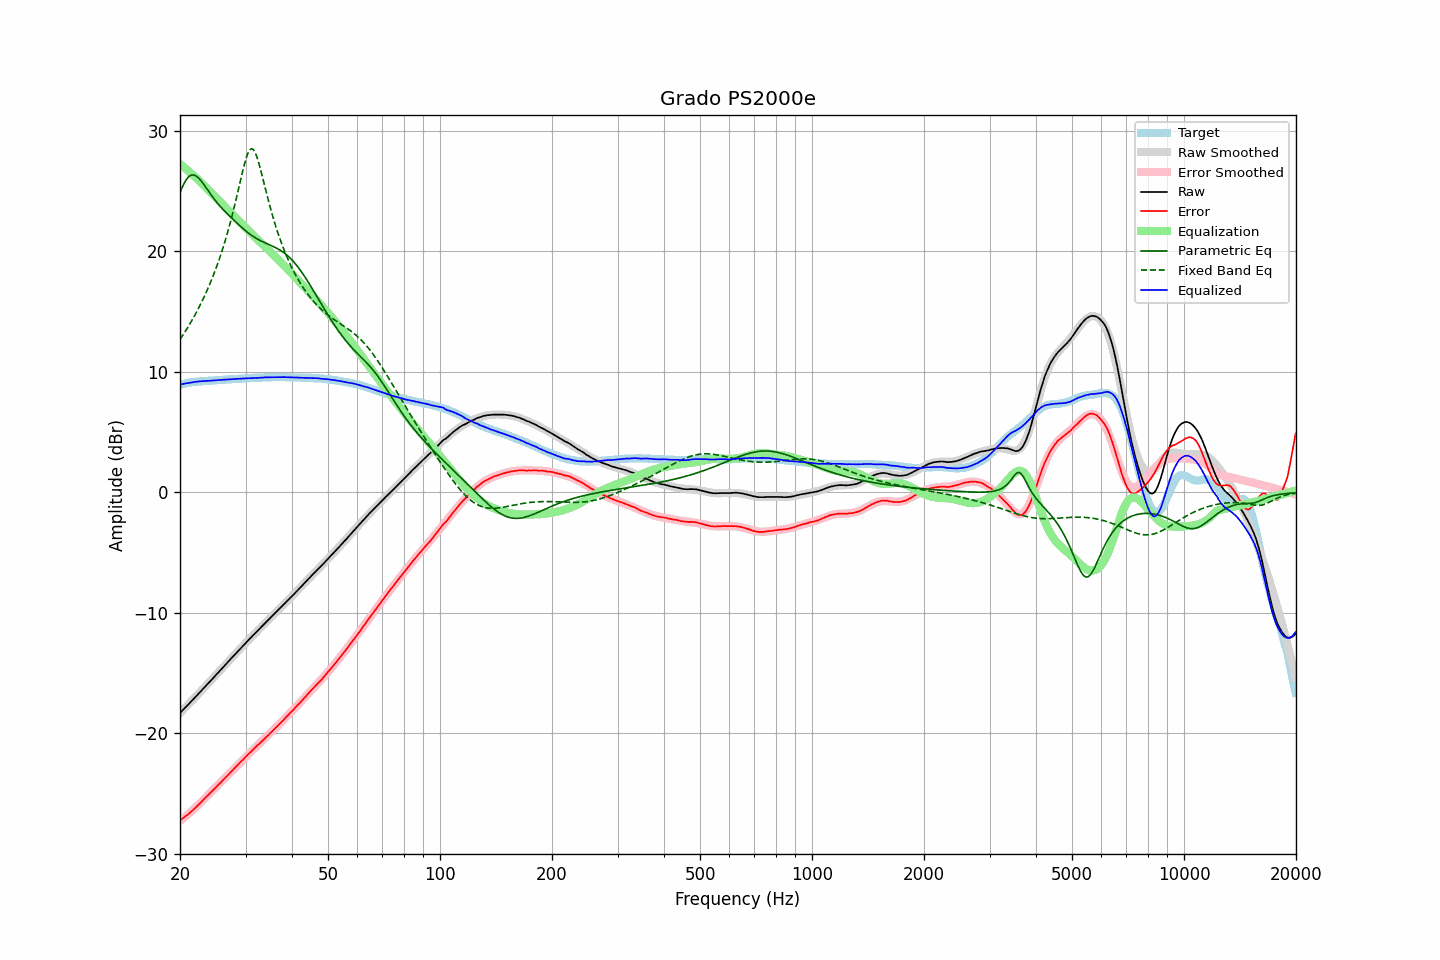 Grado PS2000e
Amplitude (dBr)
30
20
10
0
−10
−20
−30
20
50
100
200
500
1000
2000
5000
10000
20000
Frequency (Hz)
Target
Raw Smoothed
Error Smoothed
Raw
Error
Equalization
Parametric Eq
Fixed Band Eq
Equalized